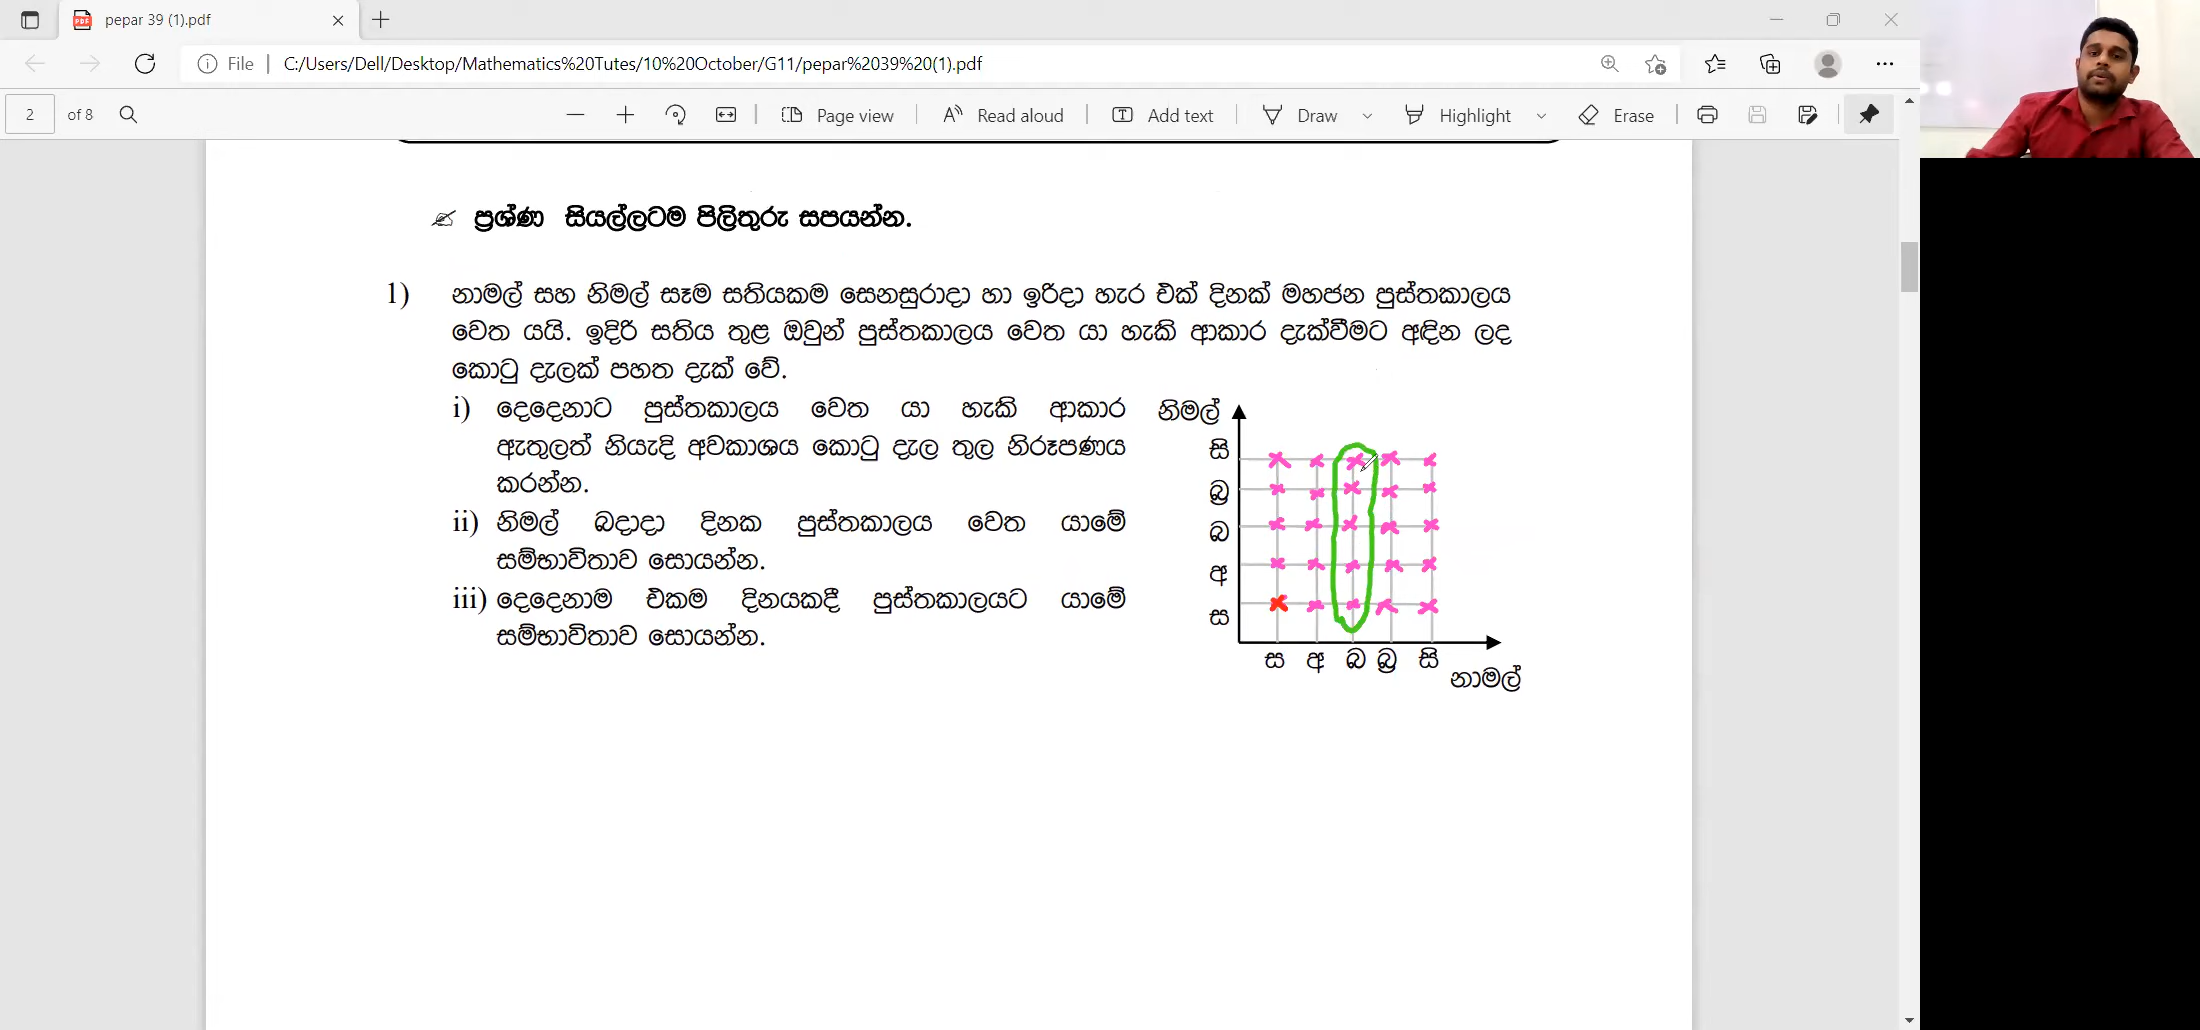 pepar 39 (1).pdf
File
C:/Users/Dell/Desktop/Mathematics%20Tutes/10%20October/G11/pepar%2039%20(1).pdf
2 of 8
Page view
Read aloud
Add text
Draw
Highlight
Erase
ප්‍රශ්ණ සියල්ලටම පිලිතුරු සපයන්න.
1) නාමල් සහ නිමල් සෑම සතියකම සෙනසුරාදා හා ඉරිදා හැර එක් දිනක් මහජන පුස්තකාලය
වෙත යයි. ඉදිරි සතිය තුළ ඔවුන් පුස්තකාලය වෙත යා හැකි ආකාර දැක්වීමට අඳින ලද
කොටු දැලක් පහත දැක් වේ.
i) දෙදෙනාට පුස්තකාලය වෙත යා හැකි ආකාර
ඇතුලත් නියැදි අවකාශය කොටු දැල තුල නිරූපණය
කරන්න.
ii) නිමල් බදාදා දිනක පුස්තකාලය වෙත යාමේ
සම්භාවිතාව සොයන්න.
iii) දෙදෙනාම එකම දිනයකදී පුස්තකාලයට යාමේ
සම්භාවිතාව සොයන්න.
නිමල්
සි
බ්‍ර
බ
අ
ස
ස අ බ බ්‍ර සි
නාමල්